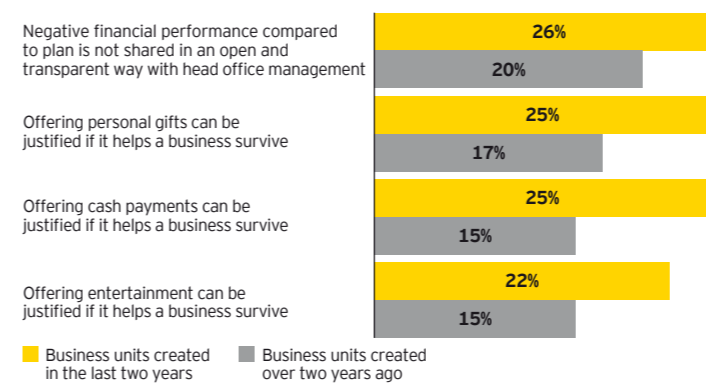 Negative financial performance compared
to plan is not shared in an open and
transparent way with head office management
26%
20%
Offering personal gifts can be
justified if it helps a business survive
25%
17%
Offering cash payments can be
justified if it helps a business survive
25%
15%
Offering entertainment can be
justified if it helps a business survive
22%
15%
Business units created
in the last two years
Business units created
over two years ago